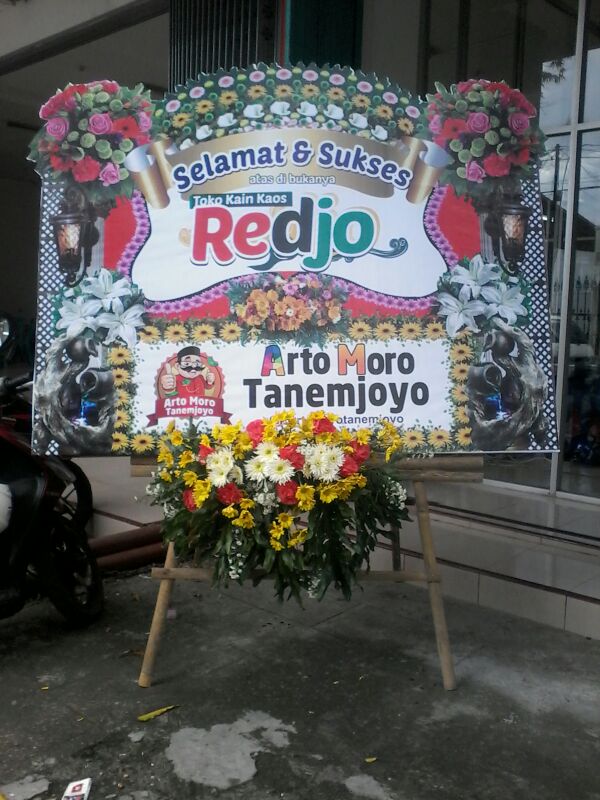 Selamat & Sukses
atas di bukanya
Toko Kain Kaos
Redjo
Arto Moro
Tanemjoyo
Arto Moro
Tanemjoyo